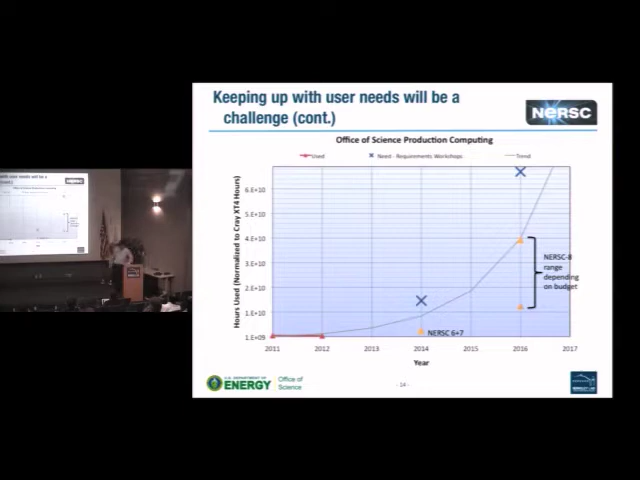 Keeping up with user needs will be a
challenge (cont.)
NERSC
Office of Science Production Computing
Used
Need - Requirements Workshops
Trend
Hours Used (Normalized to Cray XT4 Hours)
6.E+10
5.E+10
4.E+10
3.E+10
2.E+10
1.E+10
1.E+09
NERSC-8
range
depending
on budget
NERSC 6+7
2011
2012
2013
2014
2015
2016
2017
Year
U.S. DEPARTMENT OF
ENERGY
Office of
Science
- 14 -